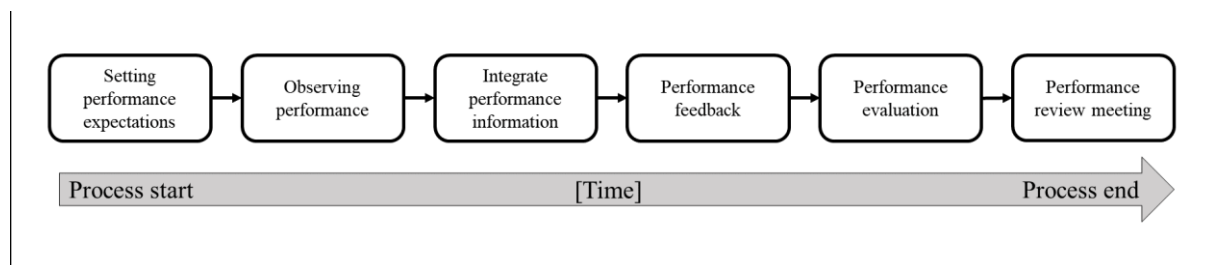 Setting
performance
expectations
Observing
performance
Integrate
performance
information
Performance
feedback
Performance
evaluation
Performance
review meeting
Process start
[Time]
Process end